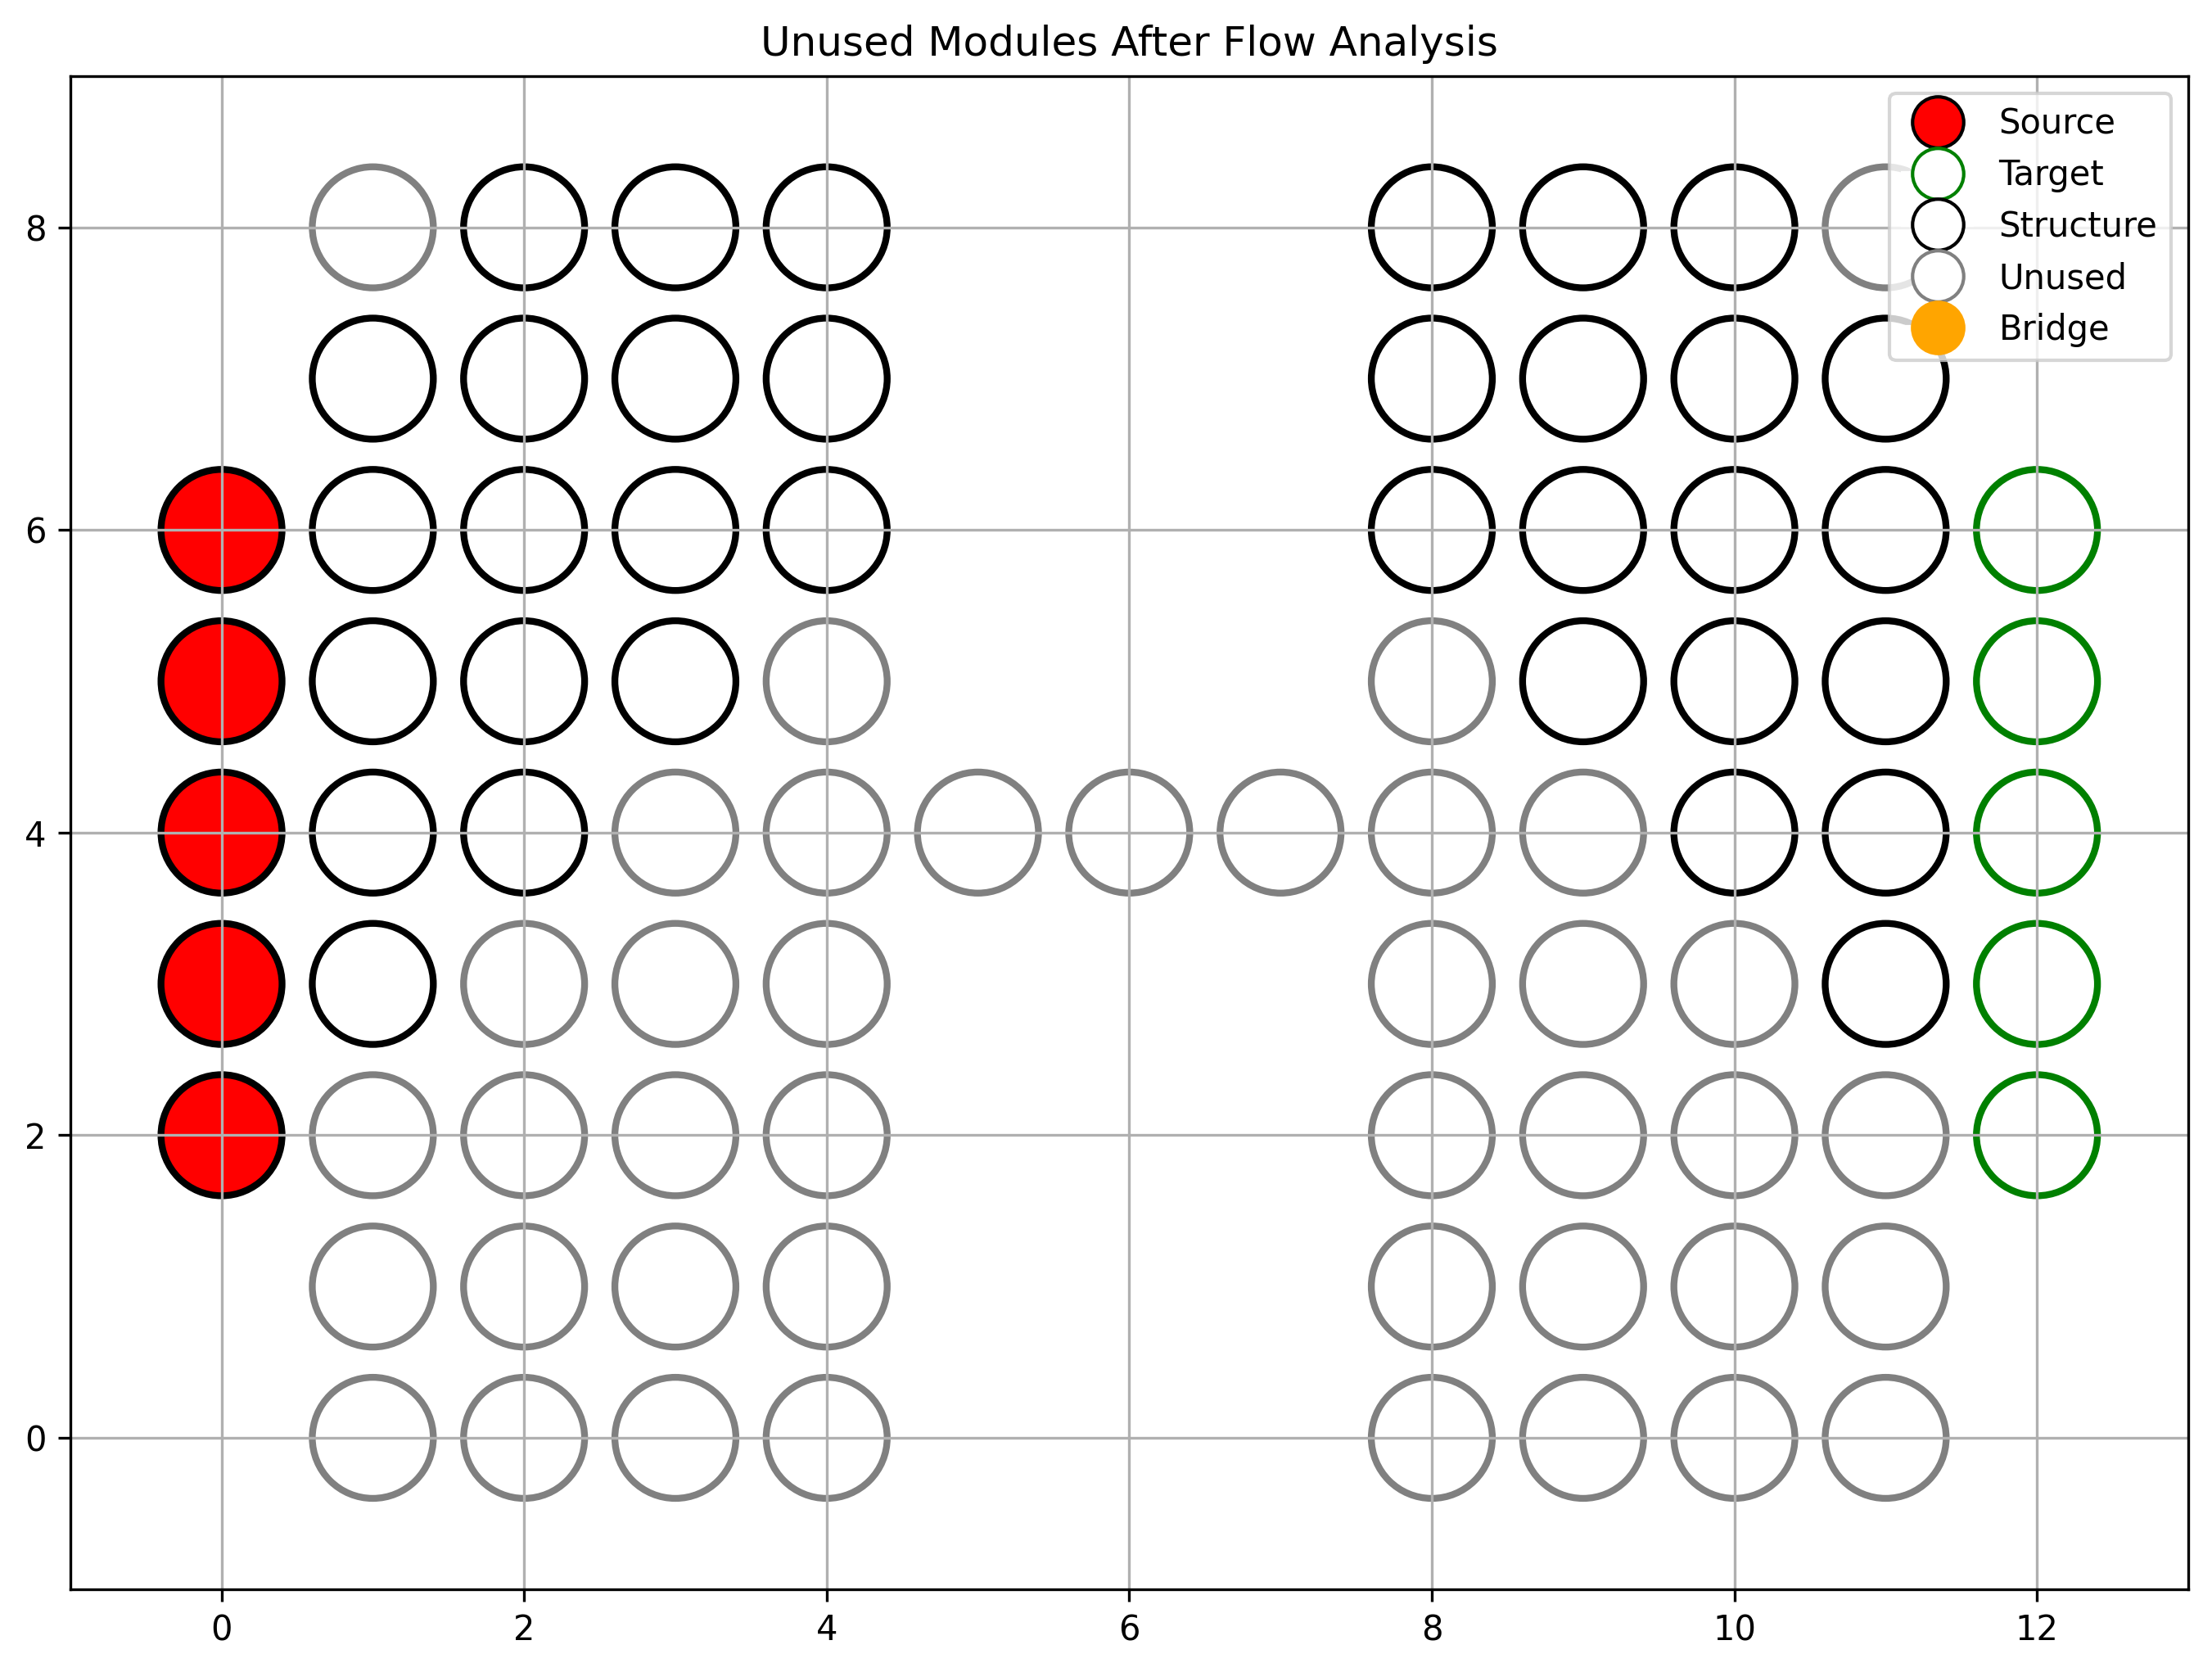 Unused Modules After Flow Analysis
Source
Target
Structure
Unused
Bridge
8
6
4
2
0
0 2 4 6 8 10 12